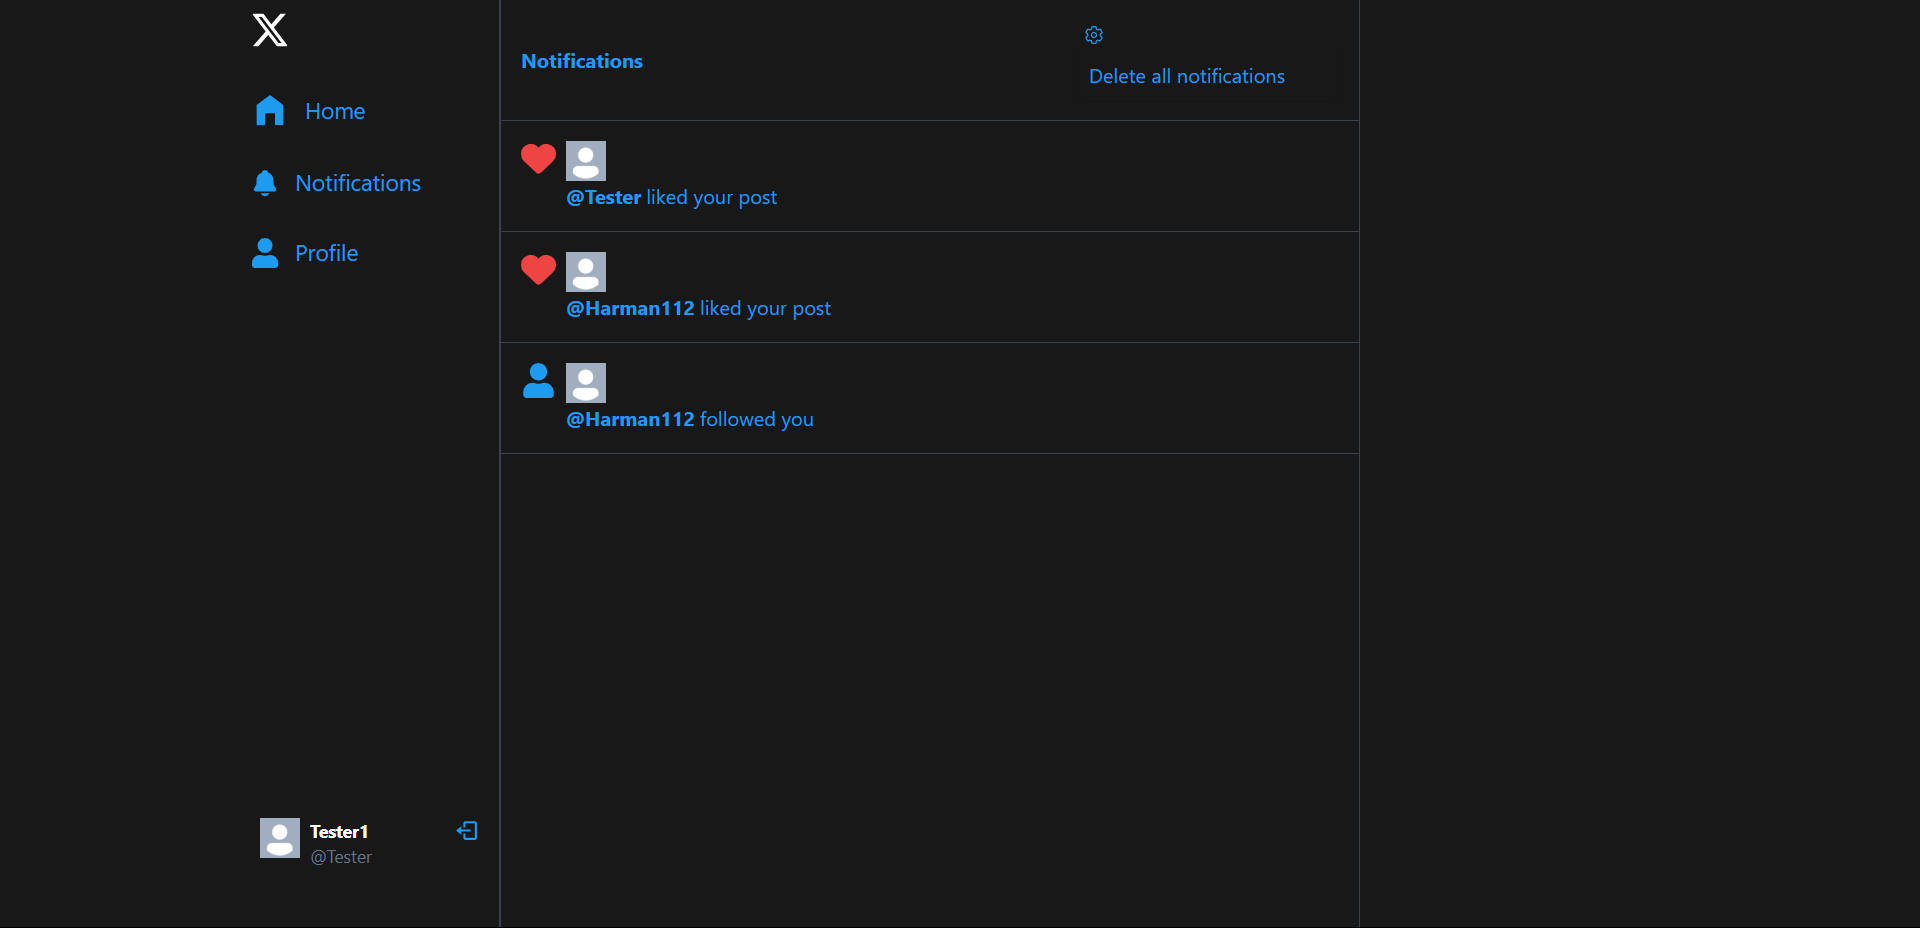 Home
Notifications
Profile
Tester1
@Tester
Notifications
Delete all notifications
@Tester liked your post
@Harman112 liked your post
@Harman112 followed you